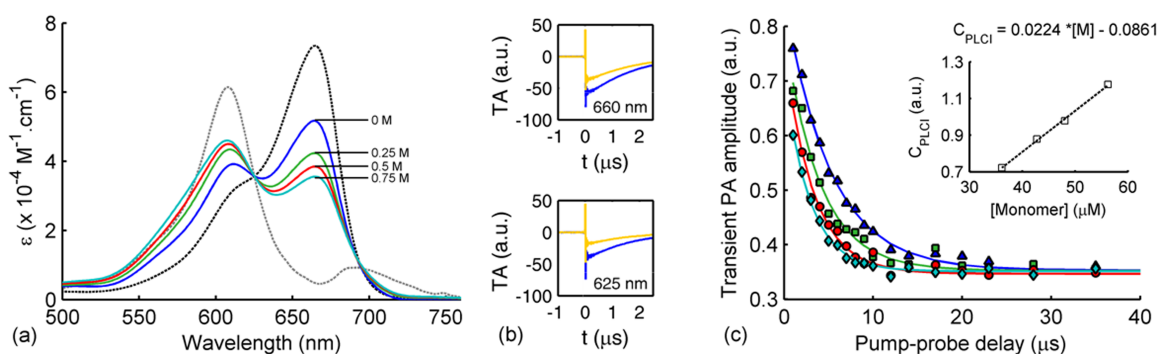 8
6
4
2
0
ε (x 10⁻⁴ M⁻¹.cm⁻¹)
0 M
0.25 M
0.5 M
0.75 M
500
550
600
650
700
750
(a)
Wavelength (nm)
50
0
-50
-100
TA (a.u.)
660 nm
-1
0
1
2
t (μs)
50
0
-50
-100
TA (a.u.)
625 nm
-1
0
1
2
(b)
t (μs)
0.8
0.7
0.6
0.5
0.4
0.3
Transient PA amplitude (a.u.)
C_PLCI = 0.0224 *[M] - 0.0861
1.3
1.1
0.9
0.7
C_PLCI (a.u.)
30
40
50
60
[Monomer] (μM)
0
10
20
30
40
(c)
Pump-probe delay (μs)